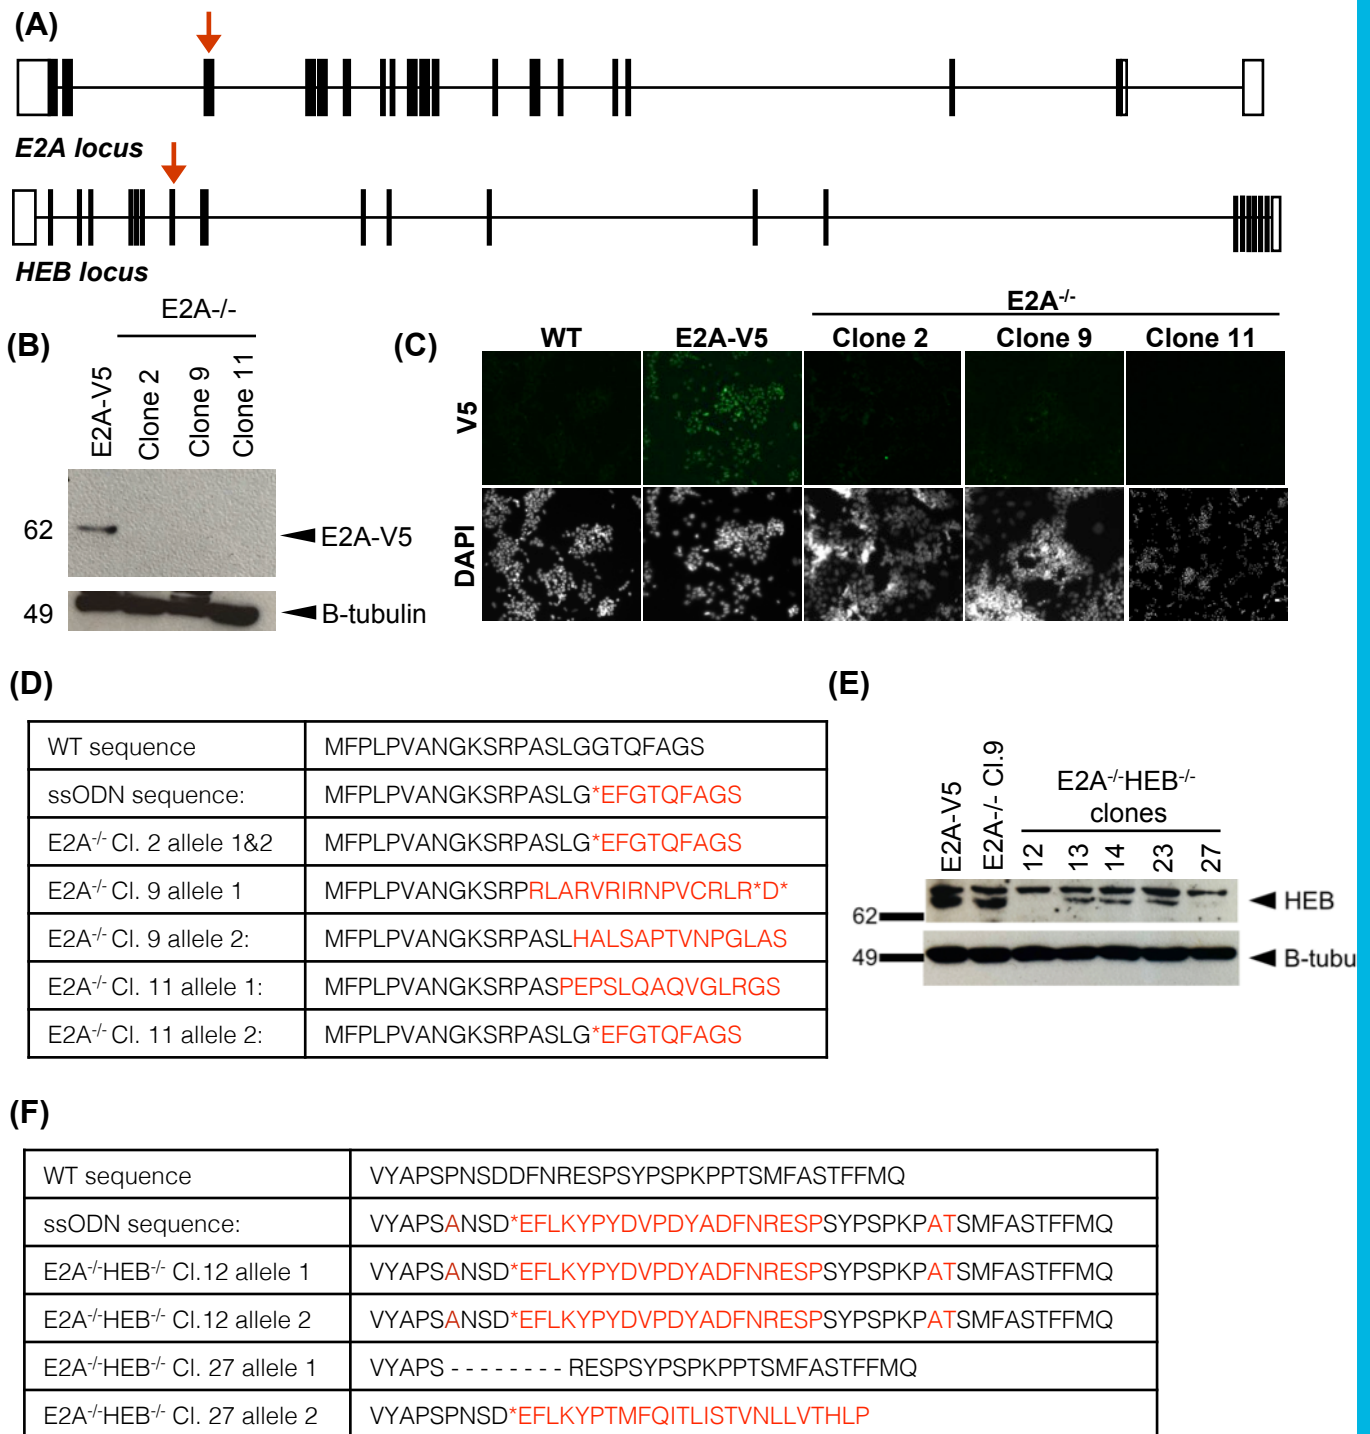 (A)
E2A locus
HEB locus
(B)
E2A-/-
E2A-V5
Clone 2
Clone 9
Clone 11
62
E2A-V5
49
B-tubulin
(C)
E2A-/-
WT
E2A-V5
Clone 2
Clone 9
Clone 11
V5
DAPI
(D)
WT sequence MFPLPVANGKSRPASLGGTQFAGS
ssODN sequence: MFPLPVANGKSRPASLG*EFGTQFAGS
E2A-/- Cl. 2 allele 1&2 MFPLPVANGKSRPASLG*EFGTQFAGS
E2A-/- Cl. 9 allele 1 MFPLPVANGKSRPRLARVRIRNPVCRLR*D*
E2A-/- Cl. 9 allele 2: MFPLPVANGKSRPASLHALSAPTVNPGLAS
E2A-/- Cl. 11 allele 1: MFPLPVANGKSRPASPEPSLQAQVGLRGS
E2A-/- Cl. 11 allele 2: MFPLPVANGKSRPASLG*EFGTQFAGS
(E)
E2A-V5
E2A-/- Cl.9
E2A-/-HEB-/-
clones
12
13
14
23
27
62
HEB
49
B-tubu
(F)
WT sequence VYAPSPNSDDFNRESPSYPSPKPPTSMFASTFFMQ
ssODN sequence: VYAPSANSD*EFLKYPYDVPDYADFNRESPSYPSPKPATSMFASTFFMQ
E2A-/-HEB-/- Cl.12 allele 1 VYAPSANSD*EFLKYPYDVPDYADFNRESPSYPSPKPATSMFASTFFMQ
E2A-/-HEB-/- Cl.12 allele 2 VYAPSANSD*EFLKYPYDVPDYADFNRESPSYPSPKPATSMFASTFFMQ
E2A-/-HEB-/- Cl. 27 allele 1 VYAPS - - - - - - - - RESPSYPSPKPPTSMFASTFFMQ
E2A-/-HEB-/- Cl. 27 allele 2 VYAPSPNSD*EFLKYPTMFQITLISTVNLLVTHLP